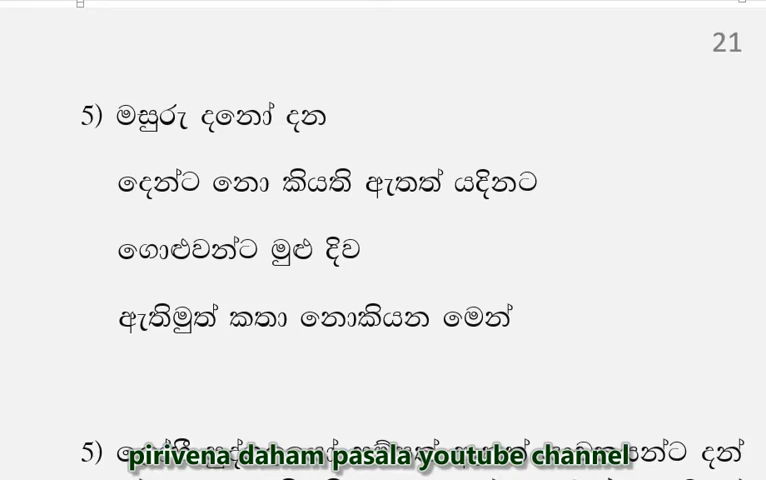 21
5) මසුරු දනෝ දන
දෙන්ට නො කියති ඇතත් යදිනට
ගොළුවන්ට මුළු දිව
ඇතිමුත් කතා නොකියන මෙන්
5) දන්
pirivena daham pasala youtube channel